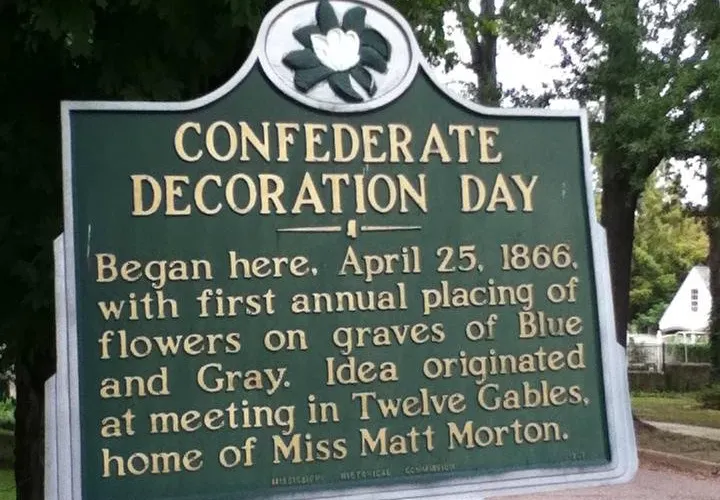 CONFEDERATE
DECORATION DAY
Began here, April 25, 1866,
with first annual placing of
flowers on graves of Blue
and Gray. Idea originated
at meeting in Twelve Gables,
home of Miss Matt Morton.
MISSISSIPPI HISTORICAL COMMISSION